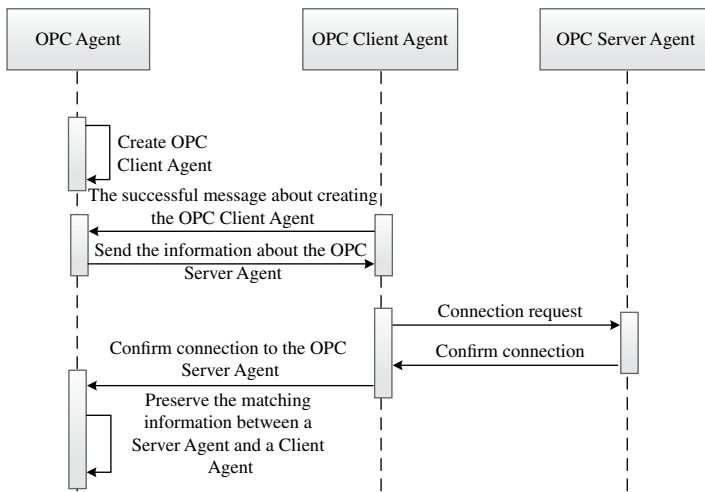 OPC Agent
OPC Client Agent
OPC Server Agent
Create OPC
Client Agent
The successful message about creating
the OPC Client Agent
Send the information about the OPC
Server Agent
Connection request
Confirm connection
Confirm connection to the OPC
Server Agent
Preserve the matching
information between a
Server Agent and a Client
Agent